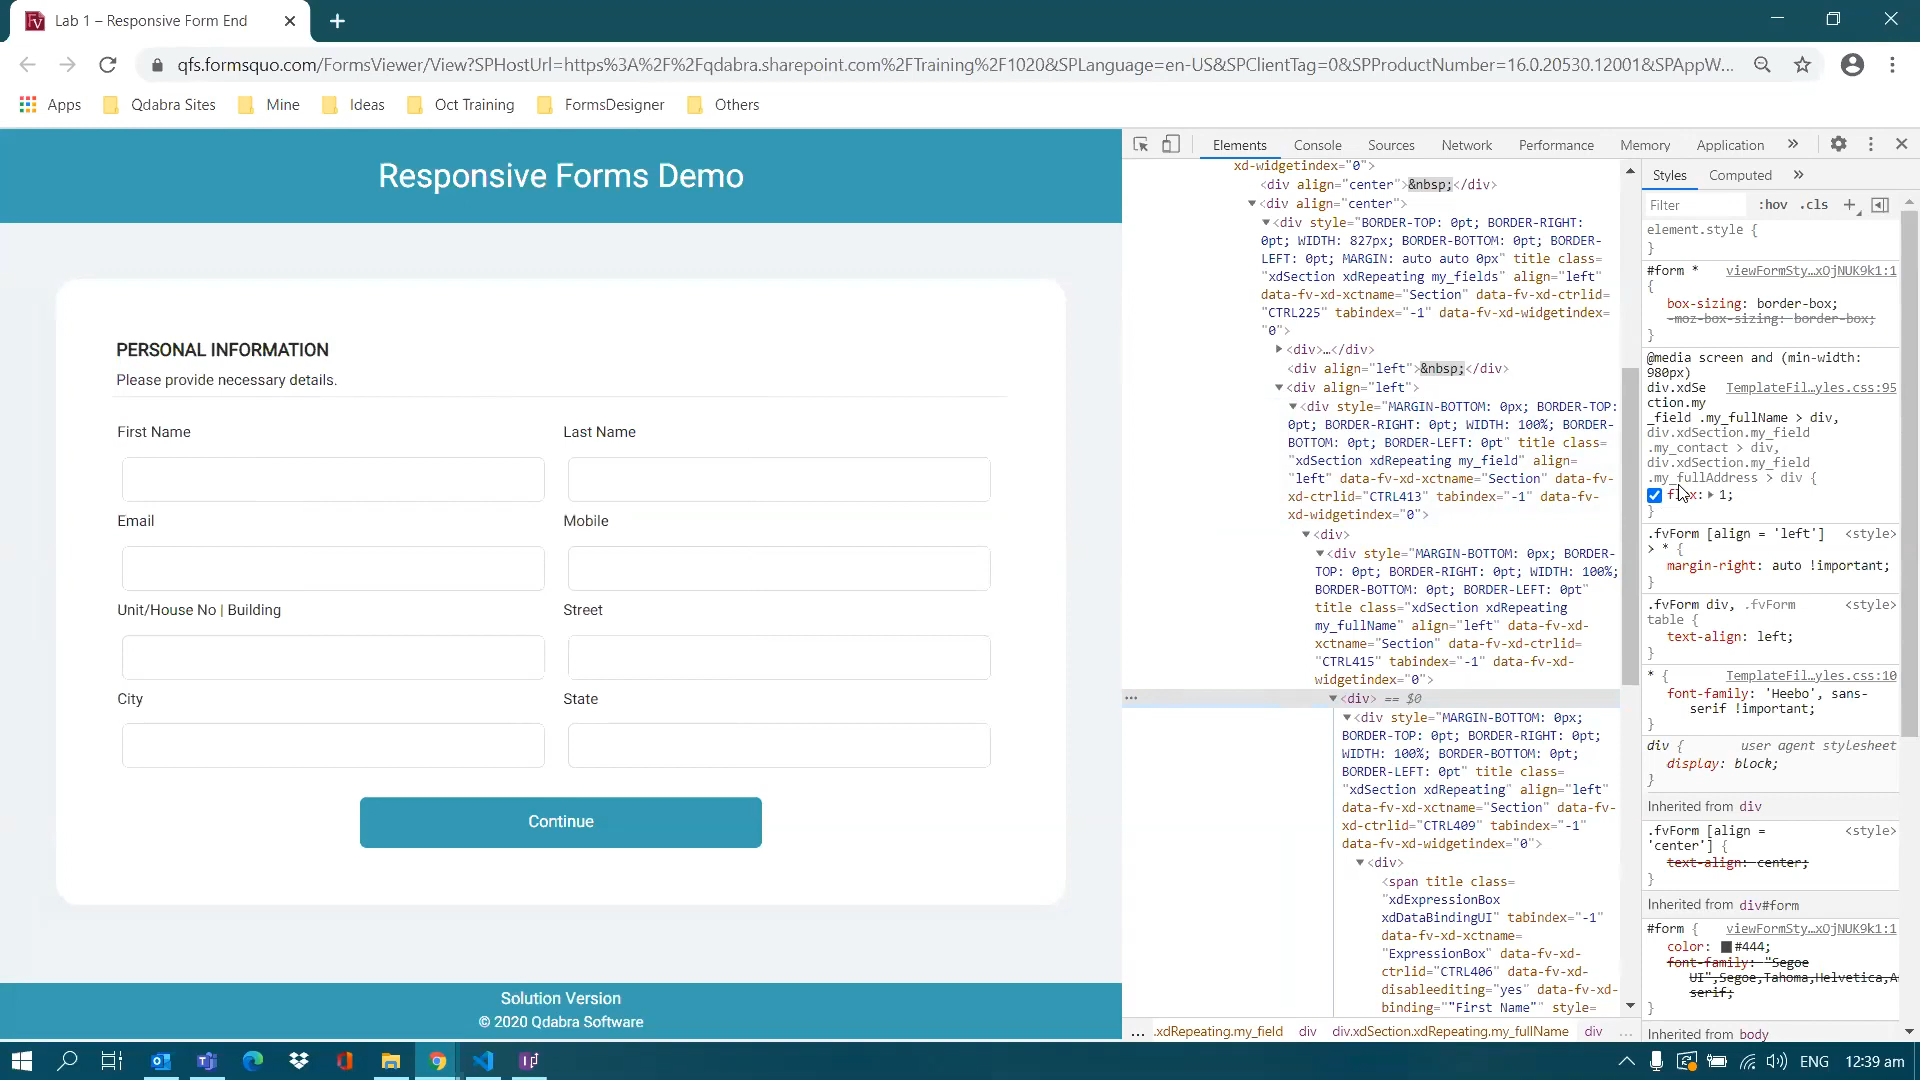 Lab 1 – Responsive Form End
qfs.formsquo.com/FormsViewer/View?SPHostUrl=https%3A%2F%2Fqdabra.sharepoint.com%2FTraining%2F1020&SPLanguage=en-US&SPClientTag=0&SPProductNumber=16.0.20530.12001&SPAppW...
Apps
Qdabra Sites
Mine
Ideas
Oct Training
FormsDesigner
Others
Responsive Forms Demo
PERSONAL INFORMATION
Please provide necessary details.
First Name
Last Name
Email
Mobile
Unit/House No | Building
Street
City
State
Continue
Solution Version
© 2020 Qdabra Software
Elements Console Sources Network Performance Memory Application
xd-widgetindex="0">
<div align="center">&nbsp;</div>
<div align="center">
<div style="BORDER-TOP: 0pt; BORDER-RIGHT:
0pt; WIDTH: 827px; BORDER-BOTTOM: 0pt; BORDER-
LEFT: 0pt; MARGIN: auto auto 0px" title class=
"xdSection xdRepeating my_fields" align="left"
data-fv-xd-xctname="Section" data-fv-xd-ctrlid=
"CTRL225" tabindex="-1" data-fv-xd-widgetindex=
"0">
<div>…</div>
<div align="left">&nbsp;</div>
<div align="left">
<div style="MARGIN-BOTTOM: 0px; BORDER-TOP:
0pt; BORDER-RIGHT: 0pt; WIDTH: 100%; BORDER-
BOTTOM: 0pt; BORDER-LEFT: 0pt" title class=
"xdSection xdRepeating my_field" align=
"left" data-fv-xd-xctname="Section" data-fv-
xd-ctrlid="CTRL413" tabindex="-1" data-fv-
xd-widgetindex="0">
<div>
<div style="MARGIN-BOTTOM: 0px; BORDER-
TOP: 0pt; BORDER-RIGHT: 0pt; WIDTH: 100%;
BORDER-BOTTOM: 0pt; BORDER-LEFT: 0pt"
title class="xdSection xdRepeating
my_fullName" align="left" data-fv-xd-
xctname="Section" data-fv-xd-ctrlid=
"CTRL415" tabindex="-1" data-fv-xd-
widgetindex="0">
... <div> == $0
<div style="MARGIN-BOTTOM: 0px;
BORDER-TOP: 0pt; BORDER-RIGHT: 0pt;
WIDTH: 100%; BORDER-BOTTOM: 0pt;
BORDER-LEFT: 0pt" title class=
"xdSection xdRepeating" align="left"
data-fv-xd-xctname="Section" data-fv-
xd-ctrlid="CTRL409" tabindex="-1"
data-fv-xd-widgetindex="0">
<div>
<span title class=
"xdExpressionBox
xdDataBindingUI" tabindex="-1"
data-fv-xd-xctname=
"ExpressionBox" data-fv-xd-
ctrlid="CTRL406" data-fv-xd-
disableediting="yes" data-fv-xd-
binding=""First Name"" style=
... .xdRepeating.my_field div div.xdSection.xdRepeating.my_fullName div ...
Styles Computed
Filter :hov .cls
element.style {
}
#form * viewFormSty…xOjNUK9k1:1
{
box-sizing: border-box;
-moz-box-sizing: border-box;
}
@media screen and (min-width:
980px)
div.xdSe TemplateFil…yles.css:95
ction.my
_field .my_fullName > div,
div.xdSection.my_field
.my_contact > div,
div.xdSection.my_field
.my_fullAddress > div {
flex: 1;
}
.fvForm [align = 'left'] <style>
> * {
margin-right: auto !important;
}
.fvForm div, .fvForm <style>
table {
text-align: left;
}
* { TemplateFil…yles.css:10
font-family: 'Heebo', sans-
serif !important;
}
div { user agent stylesheet
display: block;
}
Inherited from div
.fvForm [align = <style>
'center'] {
text-align: center;
}
Inherited from div#form
#form { viewFormSty…xOjNUK9k1:1
color: #444;
font-family: "Segoe
UI",Segoe,Tahoma,Helvetica,A
serif;
}
Inherited from body
ENG 12:39 am